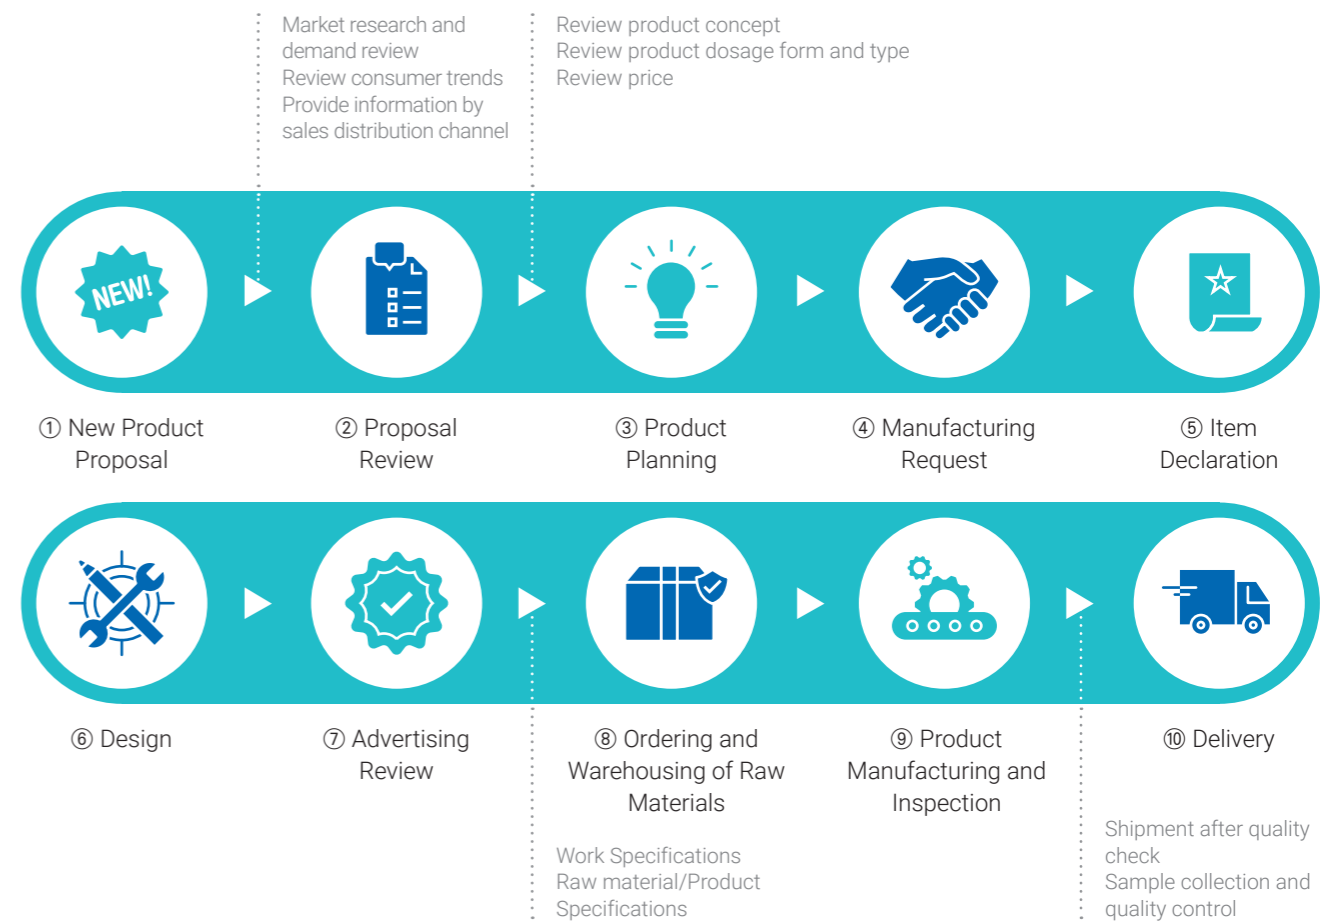 Market research and
demand review
Review consumer trends
Provide information by
sales distribution channel
Review product concept
Review product dosage form and type
Review price
NEW!
① New Product
Proposal
② Proposal
Review
③ Product
Planning
④ Manufacturing
Request
⑤ Item
Declaration
⑥ Design
⑦ Advertising
Review
⑧ Ordering and
Warehousing of Raw
Materials
⑨ Product
Manufacturing and
Inspection
⑩ Delivery
Work Specifications
Raw material/Product
Specifications
Shipment after quality
check
Sample collection and
quality control